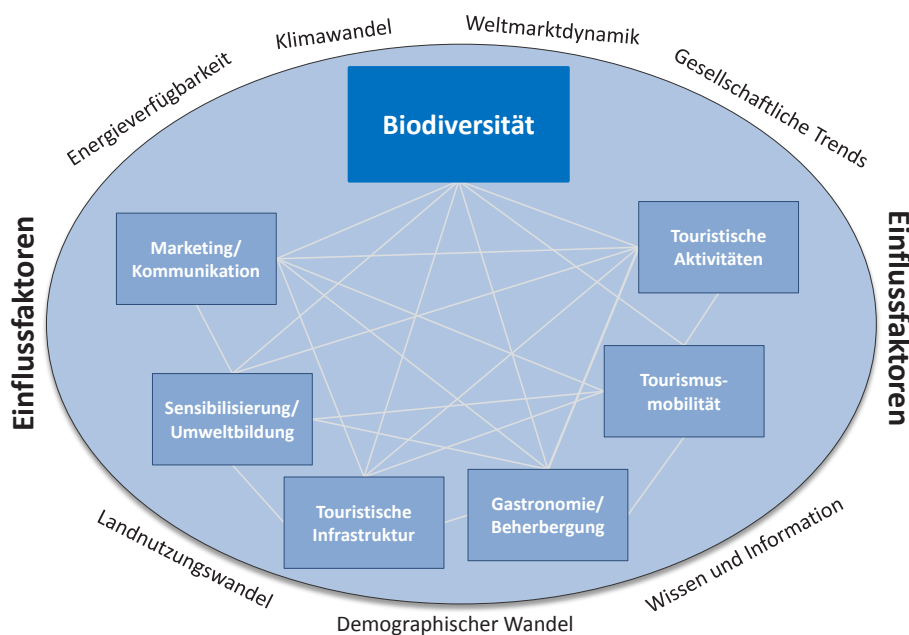 Klimawandel
Weltmarktdynamik
Energieverfügbarkeit
Gesellschaftliche Trends
Biodiversität
Einflussfaktoren
Einflussfaktoren
Marketing/
Kommunikation
Touristische
Aktivitäten
Sensibilisierung/
Umweltbildung
Tourismus-
mobilität
Touristische
Infrastruktur
Gastronomie/
Beherbergung
Landnutzungswandel
Wissen und Information
Demographischer Wandel